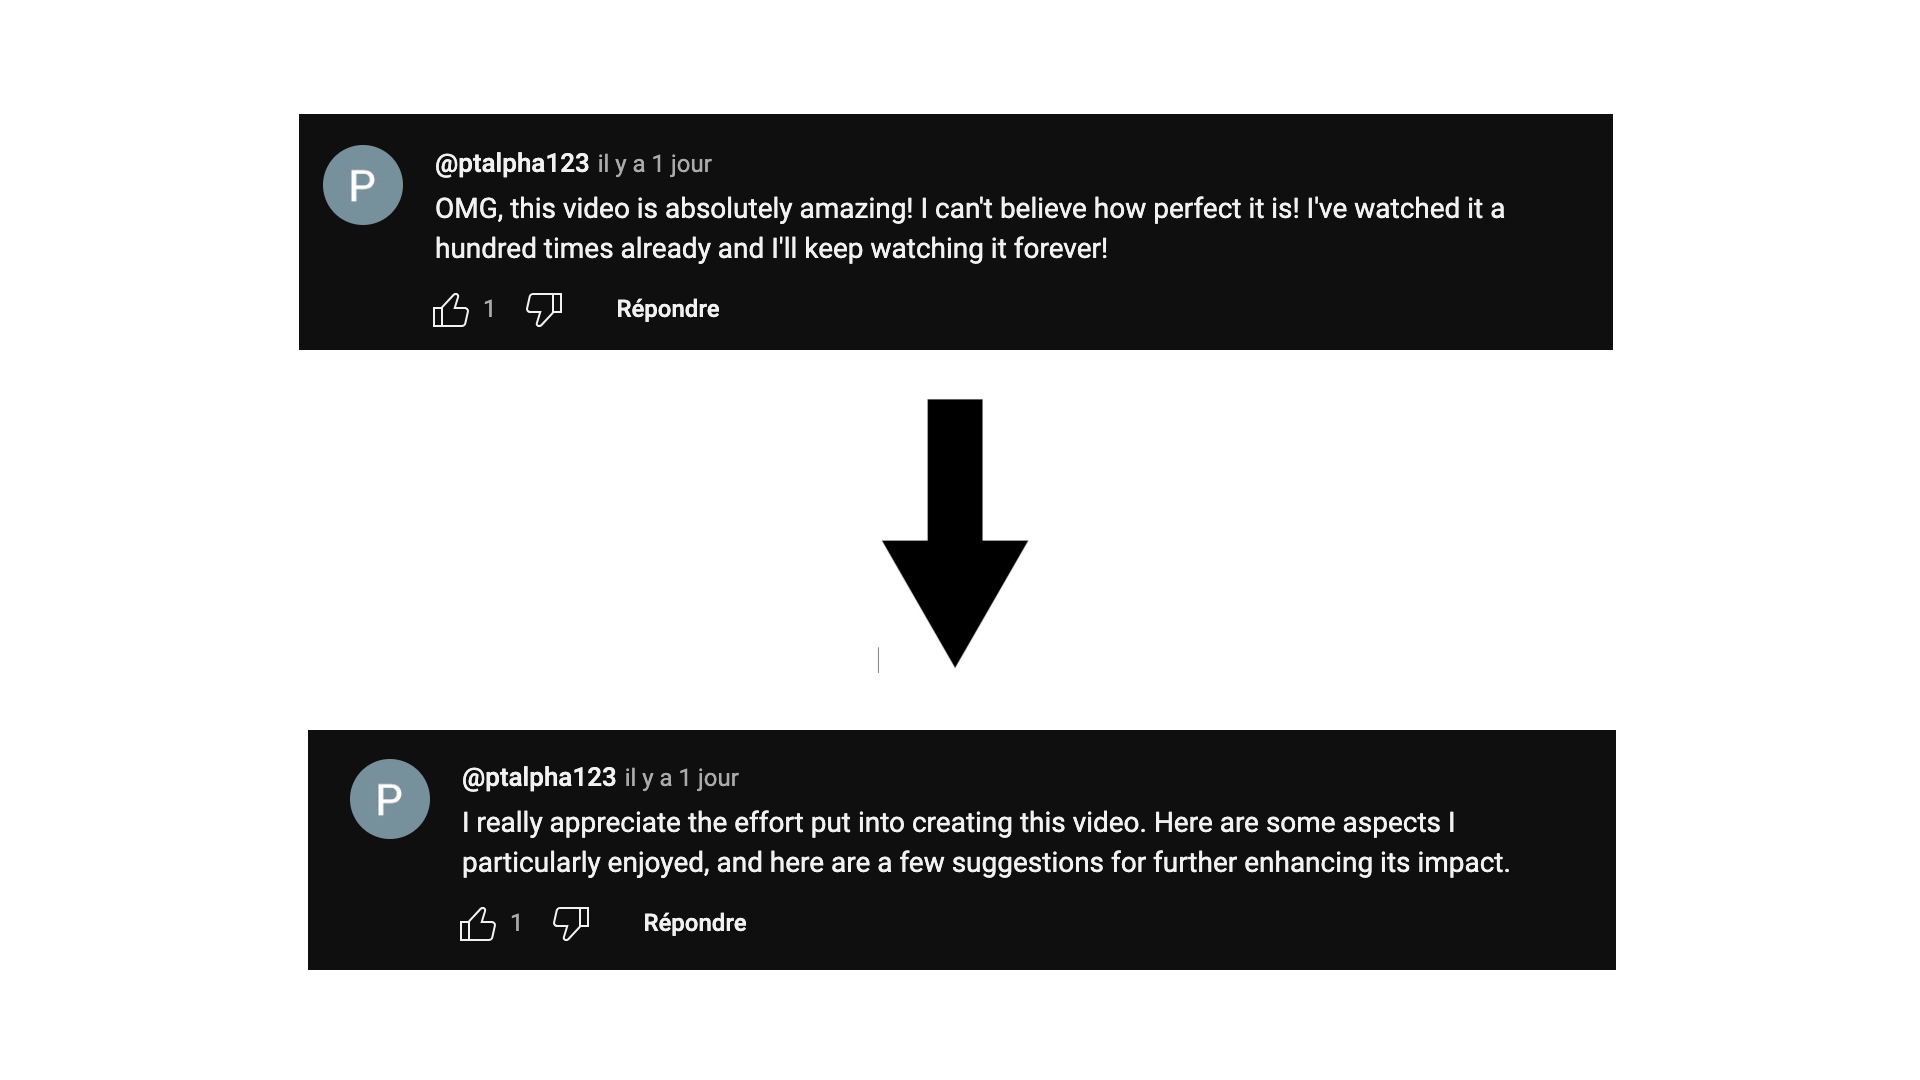 P
@ptalpha123 il y a 1 jour
OMG, this video is absolutely amazing! I can't believe how perfect it is! I've watched it a
hundred times already and I'll keep watching it forever!
1 Répondre
P
@ptalpha123 il y a 1 jour
I really appreciate the effort put into creating this video. Here are some aspects I
particularly enjoyed, and here are a few suggestions for further enhancing its impact.
1 Répondre